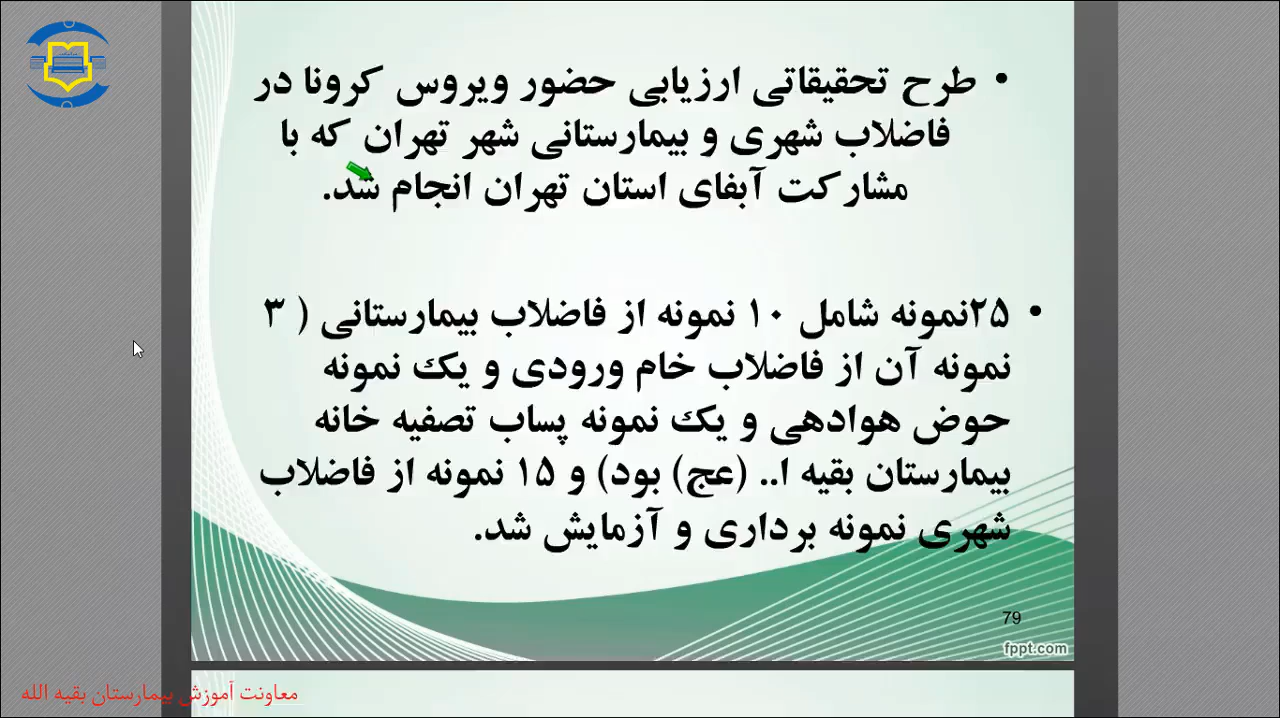 • طرح تحقیقاتی ارزیابی حضور ویروس کرونا در
فاضلاب شهری و بیمارستانی شهر تهران که با
مشارکت آبفای استان تهران انجام شد.
• ۲۵نمونه شامل ۱۰ نمونه از فاضلاب بیمارستانی ( ۳
نمونه آن از فاضلاب خام ورودی و یک نمونه
حوض هوادهی و یک نمونه پساب تصفیه خانه
بیمارستان بقیه ا.. (عج) بود) و ۱۵ نمونه از فاضلاب
شهری نمونه برداری و آزمایش شد.
79
fppt.com
معاونت آموزش بیمارستان بقیه الله